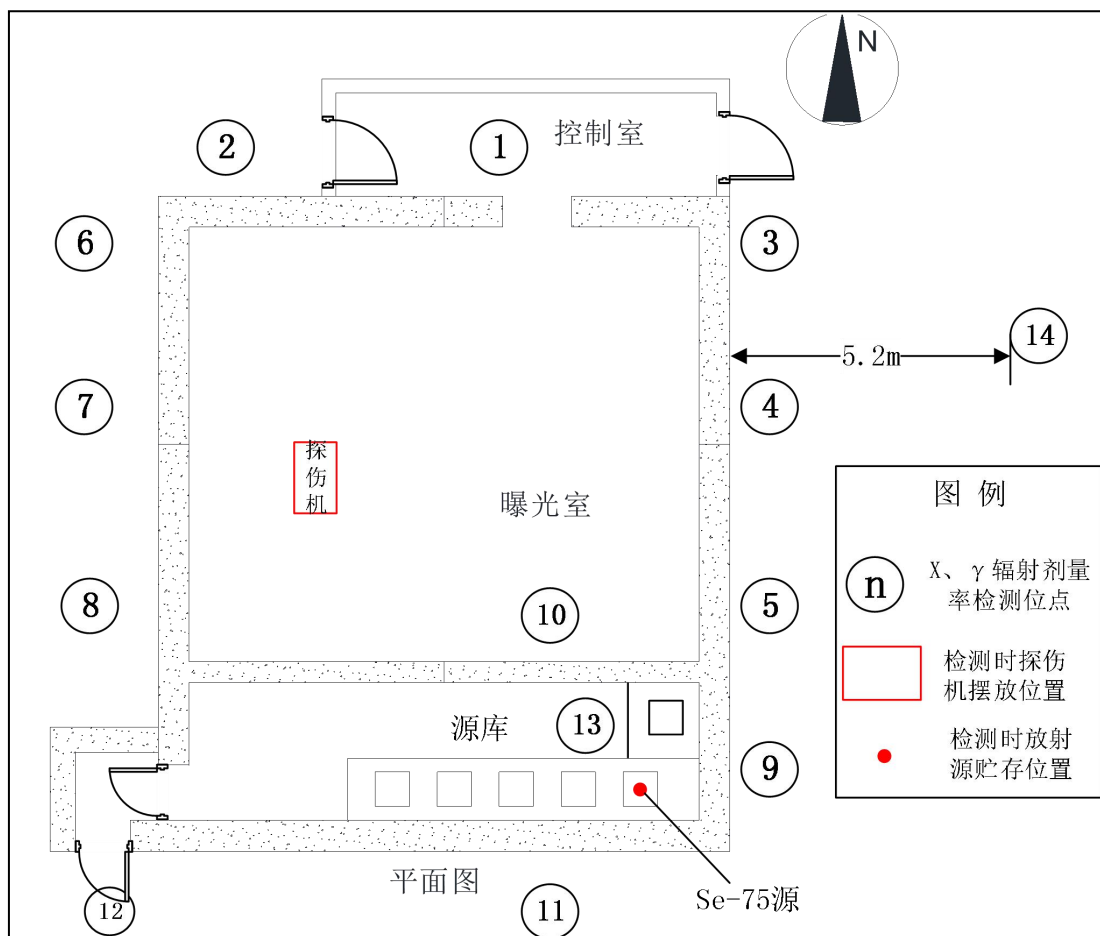 N
控制室
2
1
6
3
14
5.2m
7
4
探
伤
机
图 例
曝光室
n
X、γ辐射剂量
率检测位点
8
10
5
检测时探伤
机摆放位置
源库
13
9
检测时放射
源贮存位置
平面图
Se-75源
12
11